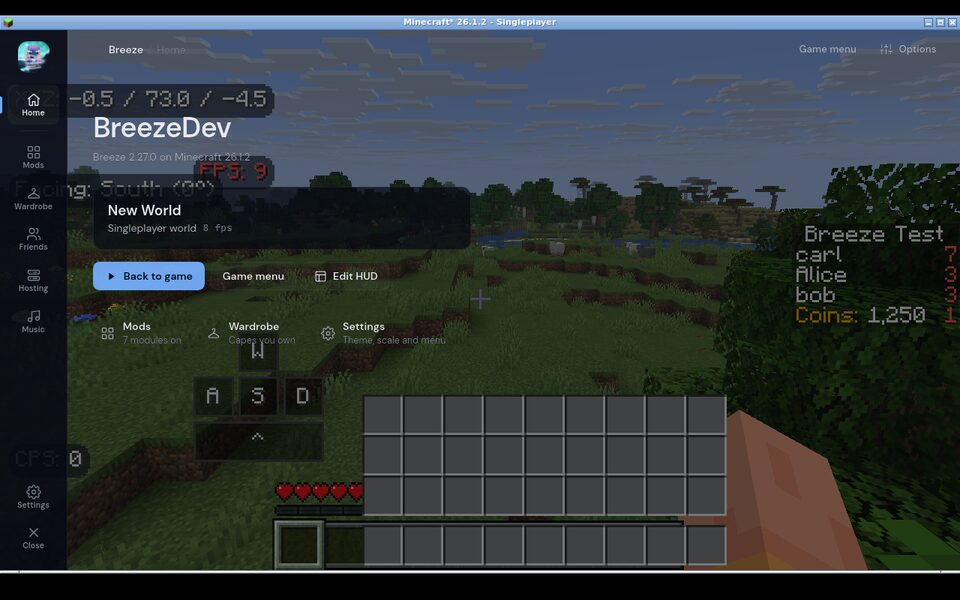 Minecraft* 26.1.2 - Singleplayer
Breeze Home
Game menu
Options
Home
-0.5 / 73.0 / -4.5
BreezeDev
Breeze 2.27.0 on Minecraft 26.1.2
FPS: 9
Mods
Facing: South (0°)
Wardrobe
New World
Singleplayer world 8 fps
Friends
Breeze Test
carl 7
Alice 3
bob 3
Coins: 1,250 1
Hosting
Back to game
Game menu
Edit HUD
Music
Mods
7 modules on
Wardrobe
Capes you own
Settings
Theme, scale and menu
W
A S D
^
CPS: 0
Settings
Close